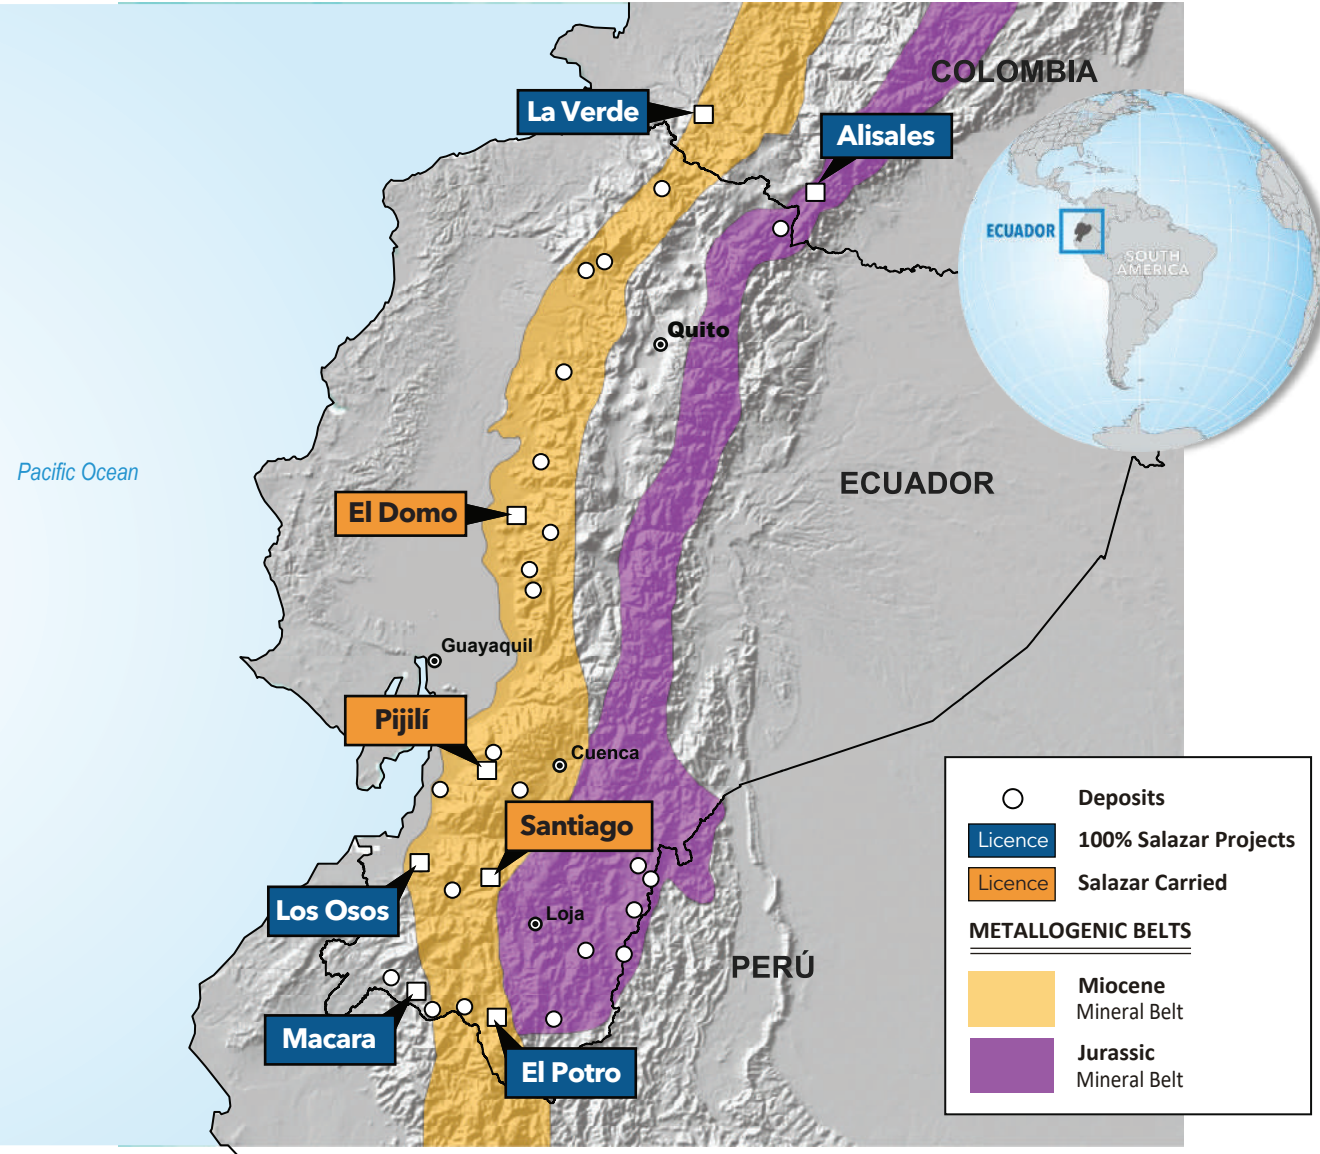 COLOMBIA
La Verde
Alisales
ECUADOR
SOUTH
AMERICA
Quito
Pacific Ocean
ECUADOR
El Domo
Guayaquil
Pijilí
Cuenca
Santiago
Los Osos
Loja
PERÚ
Macara
El Potro
Deposits
Licence 100% Salazar Projects
Licence Salazar Carried
METALLOGENIC BELTS
Miocene
Mineral Belt
Jurassic
Mineral Belt